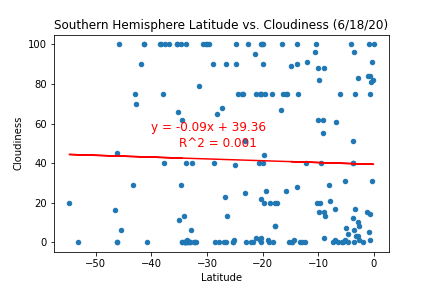 Southern Hemisphere Latitude vs. Cloudiness (6/18/20)
100
80
60
40
20
0
Cloudiness
y = -0.09x + 39.36
R^2 = 0.001
−50
−40
−30
−20
−10
0
Latitude